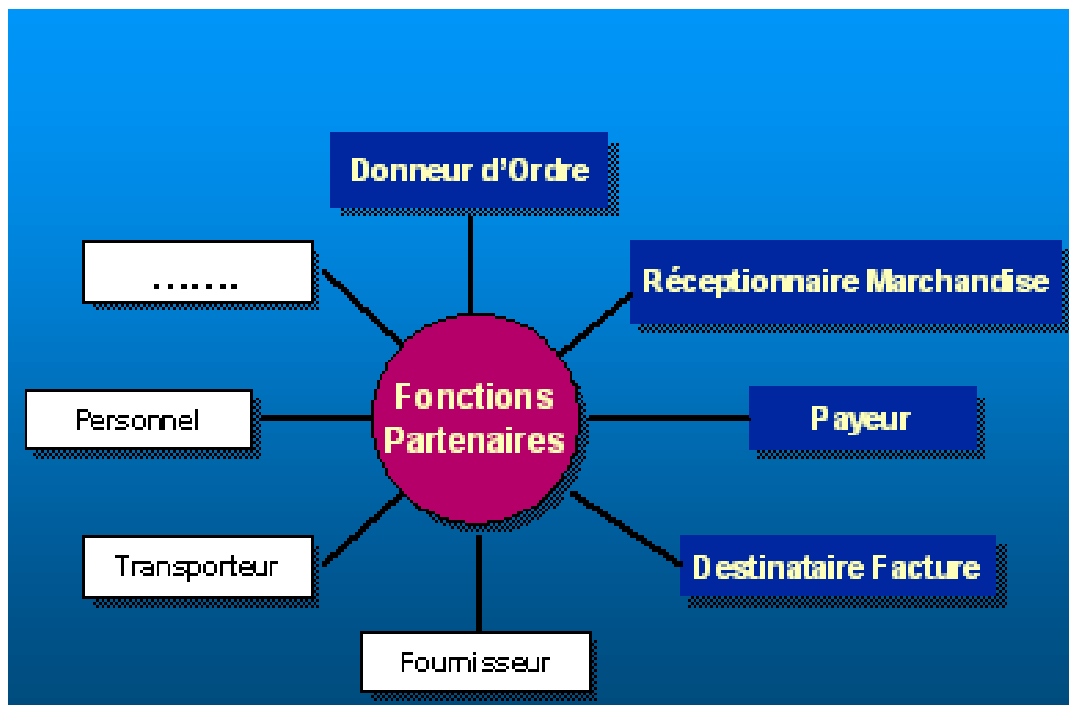 Donneur d'Ordre
.......
Réceptionnaire Marchandise
Fonctions
Partenaires
Personnel
Payeur
Transporteur
Destinataire Facture
Fournisseur